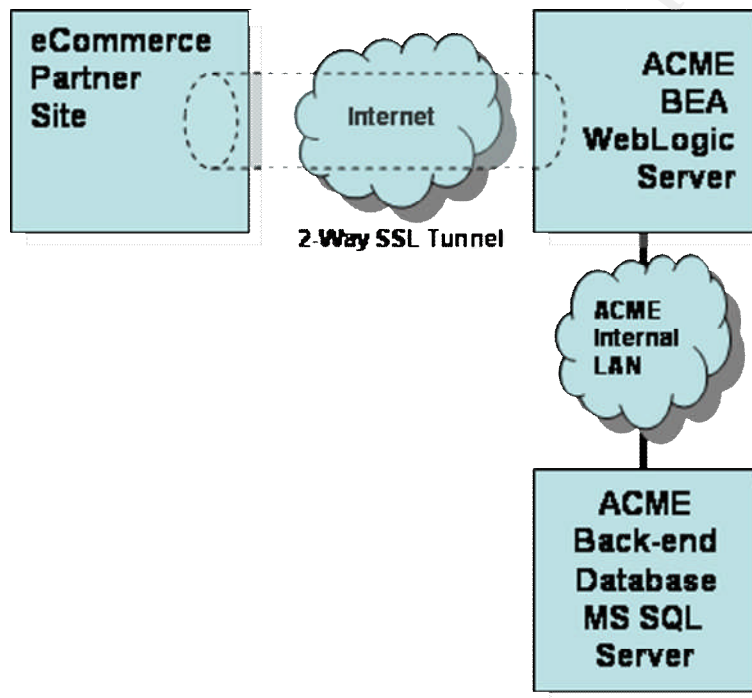 eCommerce
Partner
Site
Internet
ACME
BEA
WebLogic
Server
2-Way SSL Tunnel
ACME
Internal
LAN
ACME
Back-end
Database
MS SQL
Server